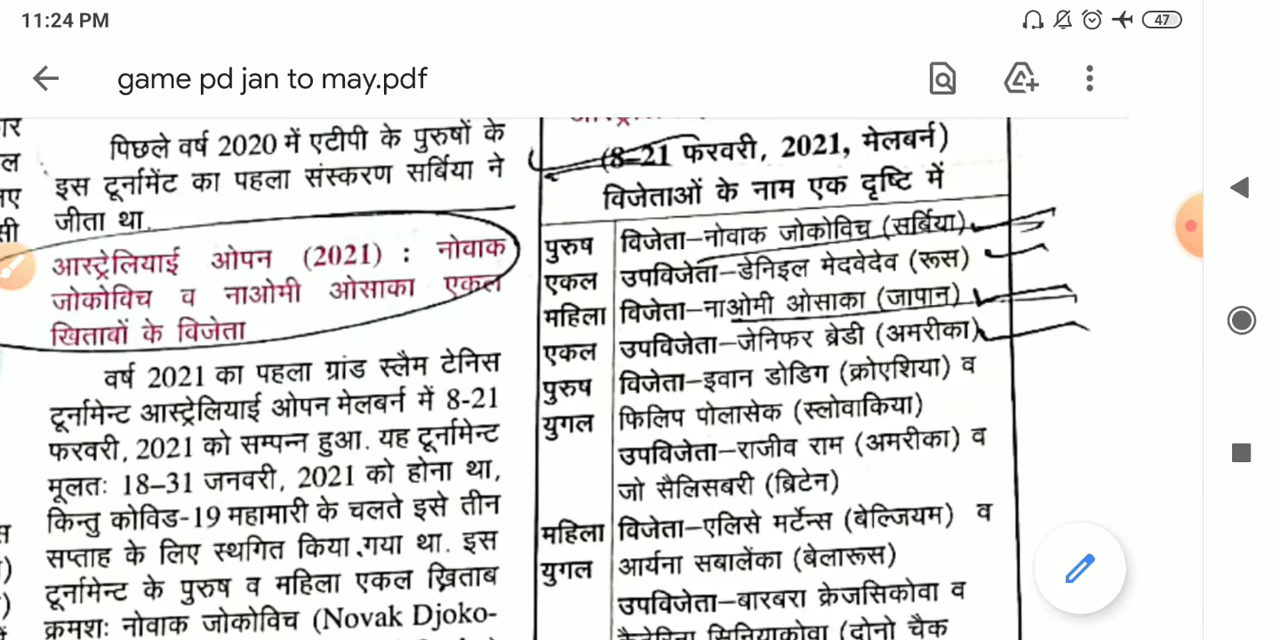 11:24 PM
47
game pd jan to may.pdf
पिछले वर्ष 2020 में एटीपी के पुरुषों के
इस टूर्नामेंट का पहला संस्करण सर्बिया ने
जीता था.
आस्ट्रेलियाई ओपन (2021) : नोवाक
जोकोविच व नाओमी ओसाका एकल
खिताबों के विजेता
वर्ष 2021 का पहला ग्रांड स्लैम टेनिस
टूर्नामेन्ट आस्ट्रेलियाई ओपन मेलबर्न में 8-21
फरवरी, 2021 को सम्पन्न हुआ. यह टूर्नामेन्ट
मूलतः 18–31 जनवरी, 2021 को होना था,
किन्तु कोविड-19 महामारी के चलते इसे तीन
सप्ताह के लिए स्थगित किया गया था. इस
टूर्नामेन्ट के पुरुष व महिला एकल ख़िताब
क्रमशः नोवाक जोकोविच (Novak Djoko-
(8–21 फरवरी, 2021, मेलबर्न)
विजेताओं के नाम एक दृष्टि में
पुरुष विजेता–नोवाक जोकोविच (सर्बिया)
एकल उपविजेता–डेनिइल मेदवेदेव (रूस)
महिला विजेता–नाओमी ओसाका (जापान)
एकल उपविजेता–जेनिफर ब्रेडी (अमरीका)
पुरुष विजेता–इवान डोडिग (क्रोएशिया) व
युगल फिलिप पोलासेक (स्लोवाकिया)
उपविजेता–राजीव राम (अमरीका) व
जो सैलिसबरी (ब्रिटेन)
महिला विजेता–एलिसे मर्टेन्स (बेल्जियम) व
युगल आर्यना सबालेंका (बेलारूस)
उपविजेता–बारबरा क्रेजसिकोवा व
कैटेरिना सिनियाकोवा (दोनो चैक